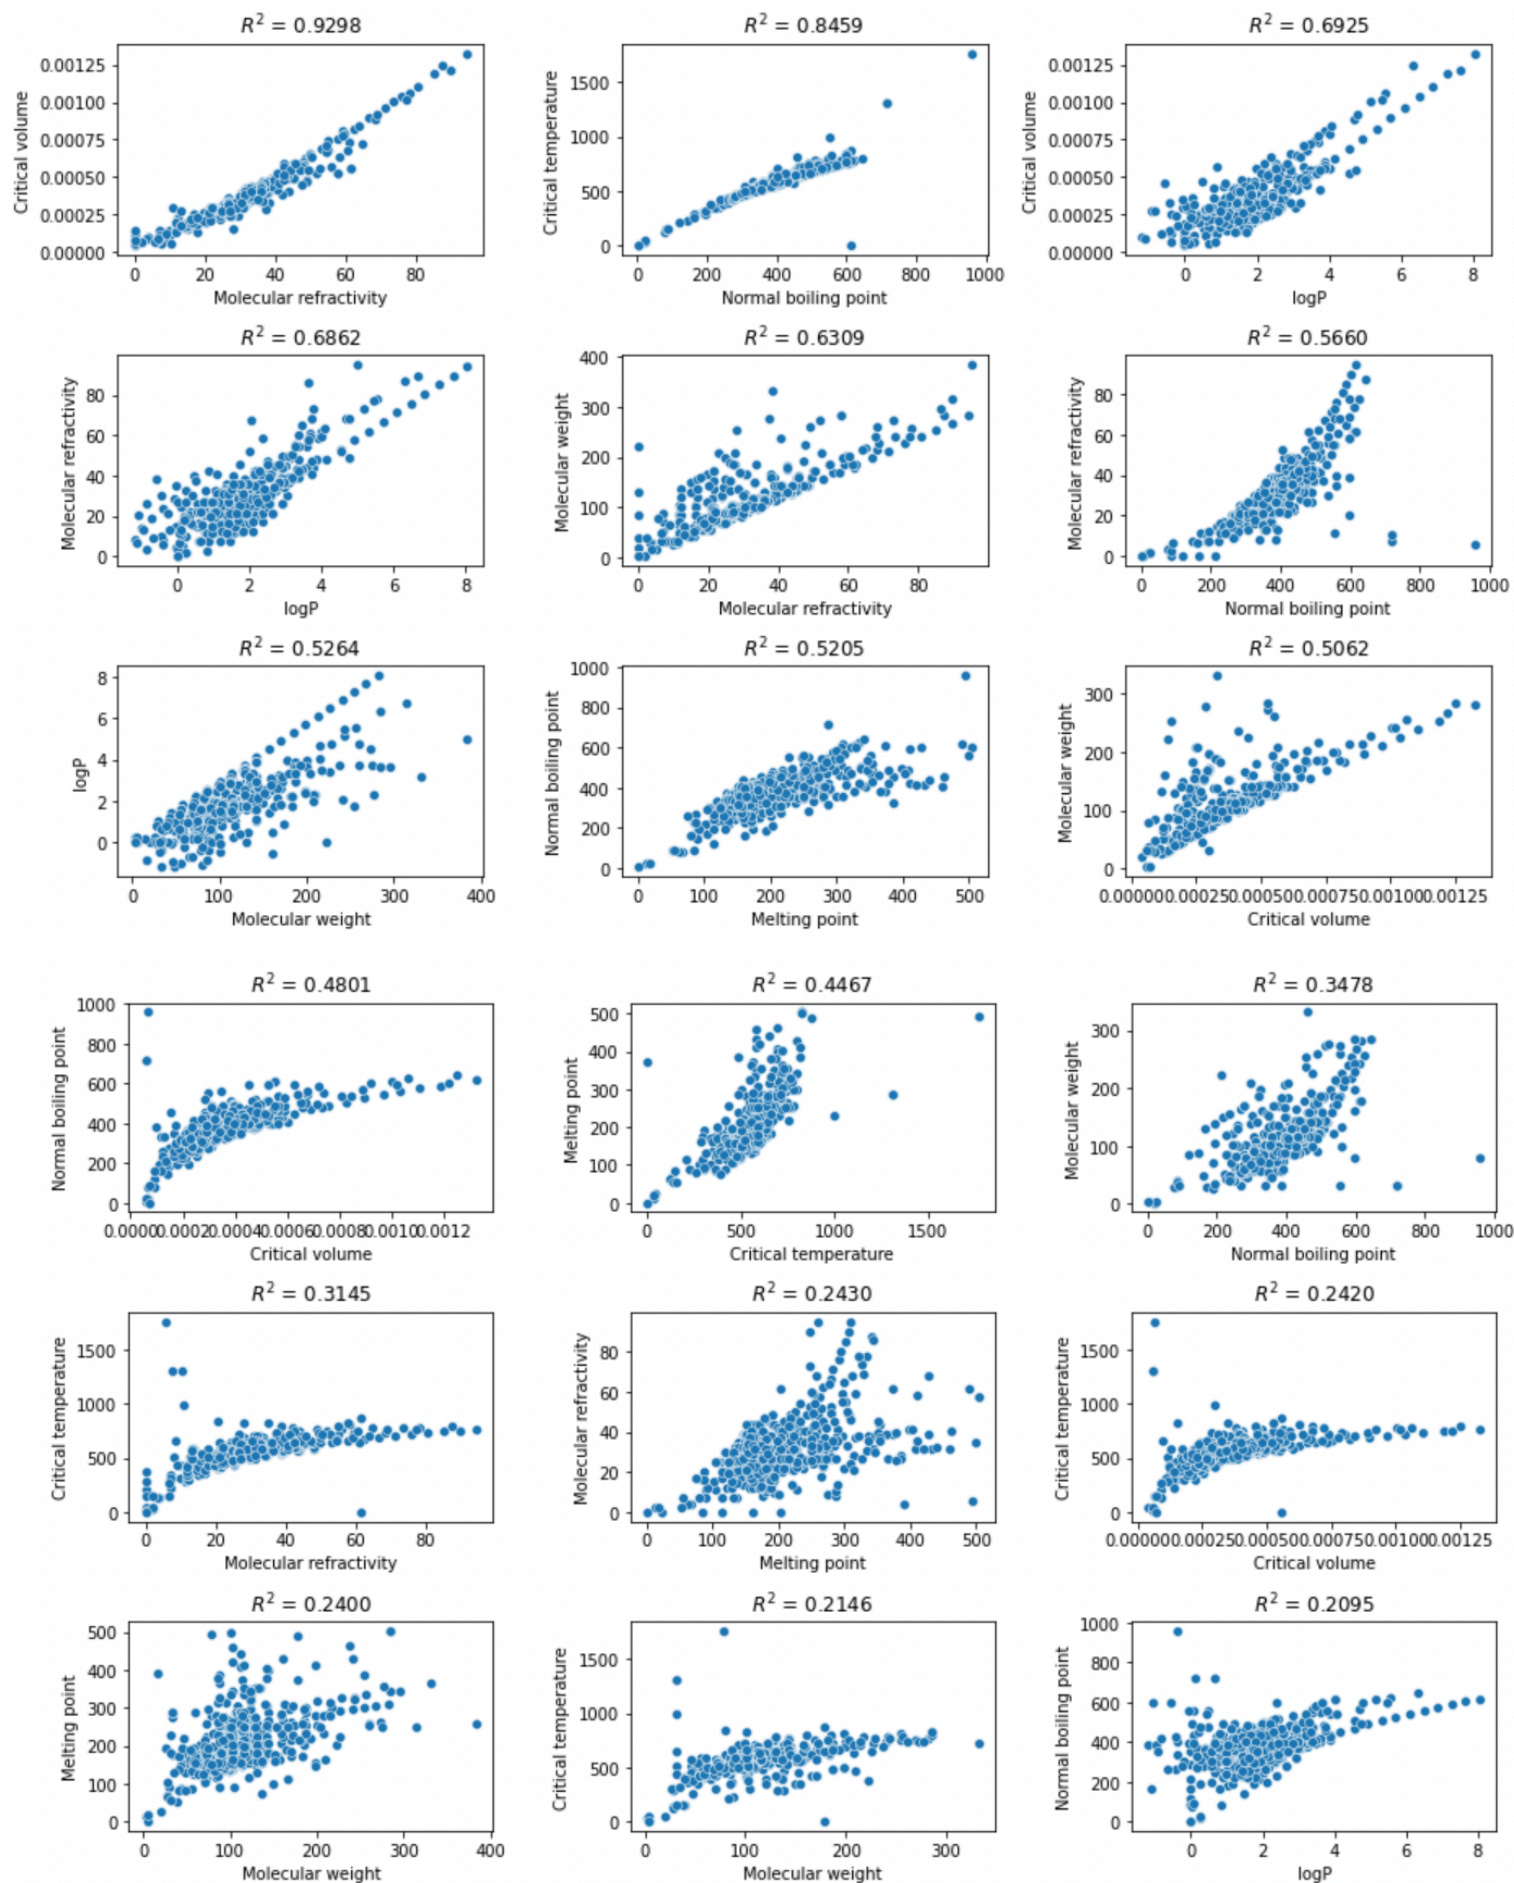 R² = 0.9298
R² = 0.8459
R² = 0.6925
Critical volume
0.00125
0.00100
0.00075
0.00050
0.00025
0.00000
0 20 40 60 80
Molecular refractivity
Critical temperature
1500
1000
500
0
0 200 400 600 800 1000
Normal boiling point
Critical volume
0.00125
0.00100
0.00075
0.00050
0.00025
0.00000
0 2 4 6 8
logP
R² = 0.6862
R² = 0.6309
R² = 0.5660
Molecular refractivity
80
60
40
20
0
0 2 4 6 8
logP
Molecular weight
400
300
200
100
0
0 20 40 60 80
Molecular refractivity
Molecular refractivity
80
60
40
20
0
0 200 400 600 800 1000
Normal boiling point
R² = 0.5264
R² = 0.5205
R² = 0.5062
logP
8
6
4
2
0
0 100 200 300 400
Molecular weight
Normal boiling point
1000
800
600
400
200
0
0 100 200 300 400 500
Melting point
Molecular weight
300
200
100
0
0.000000.000250.000500.000750.001000.00125
Critical volume
R² = 0.4801
R² = 0.4467
R² = 0.3478
Normal boiling point
1000
800
600
400
200
0
0.00000.00020.00040.00060.00080.00100.0012
Critical volume
Melting point
500
400
300
200
100
0
0 500 1000 1500
Critical temperature
Molecular weight
300
200
100
0
0 200 400 600 800 1000
Normal boiling point
R² = 0.3145
R² = 0.2430
R² = 0.2420
Critical temperature
1500
1000
500
0
0 20 40 60 80
Molecular refractivity
Molecular refractivity
80
60
40
20
0
0 100 200 300 400 500
Melting point
Critical temperature
1500
1000
500
0
0.000000.000250.000500.000750.001000.00125
Critical volume
R² = 0.2400
R² = 0.2146
R² = 0.2095
Melting point
500
400
300
200
100
0
0 100 200 300 400
Molecular weight
Critical temperature
1500
1000
500
0
0 100 200 300
Molecular weight
Normal boiling point
1000
800
600
400
200
0
0 2 4 6 8
logP